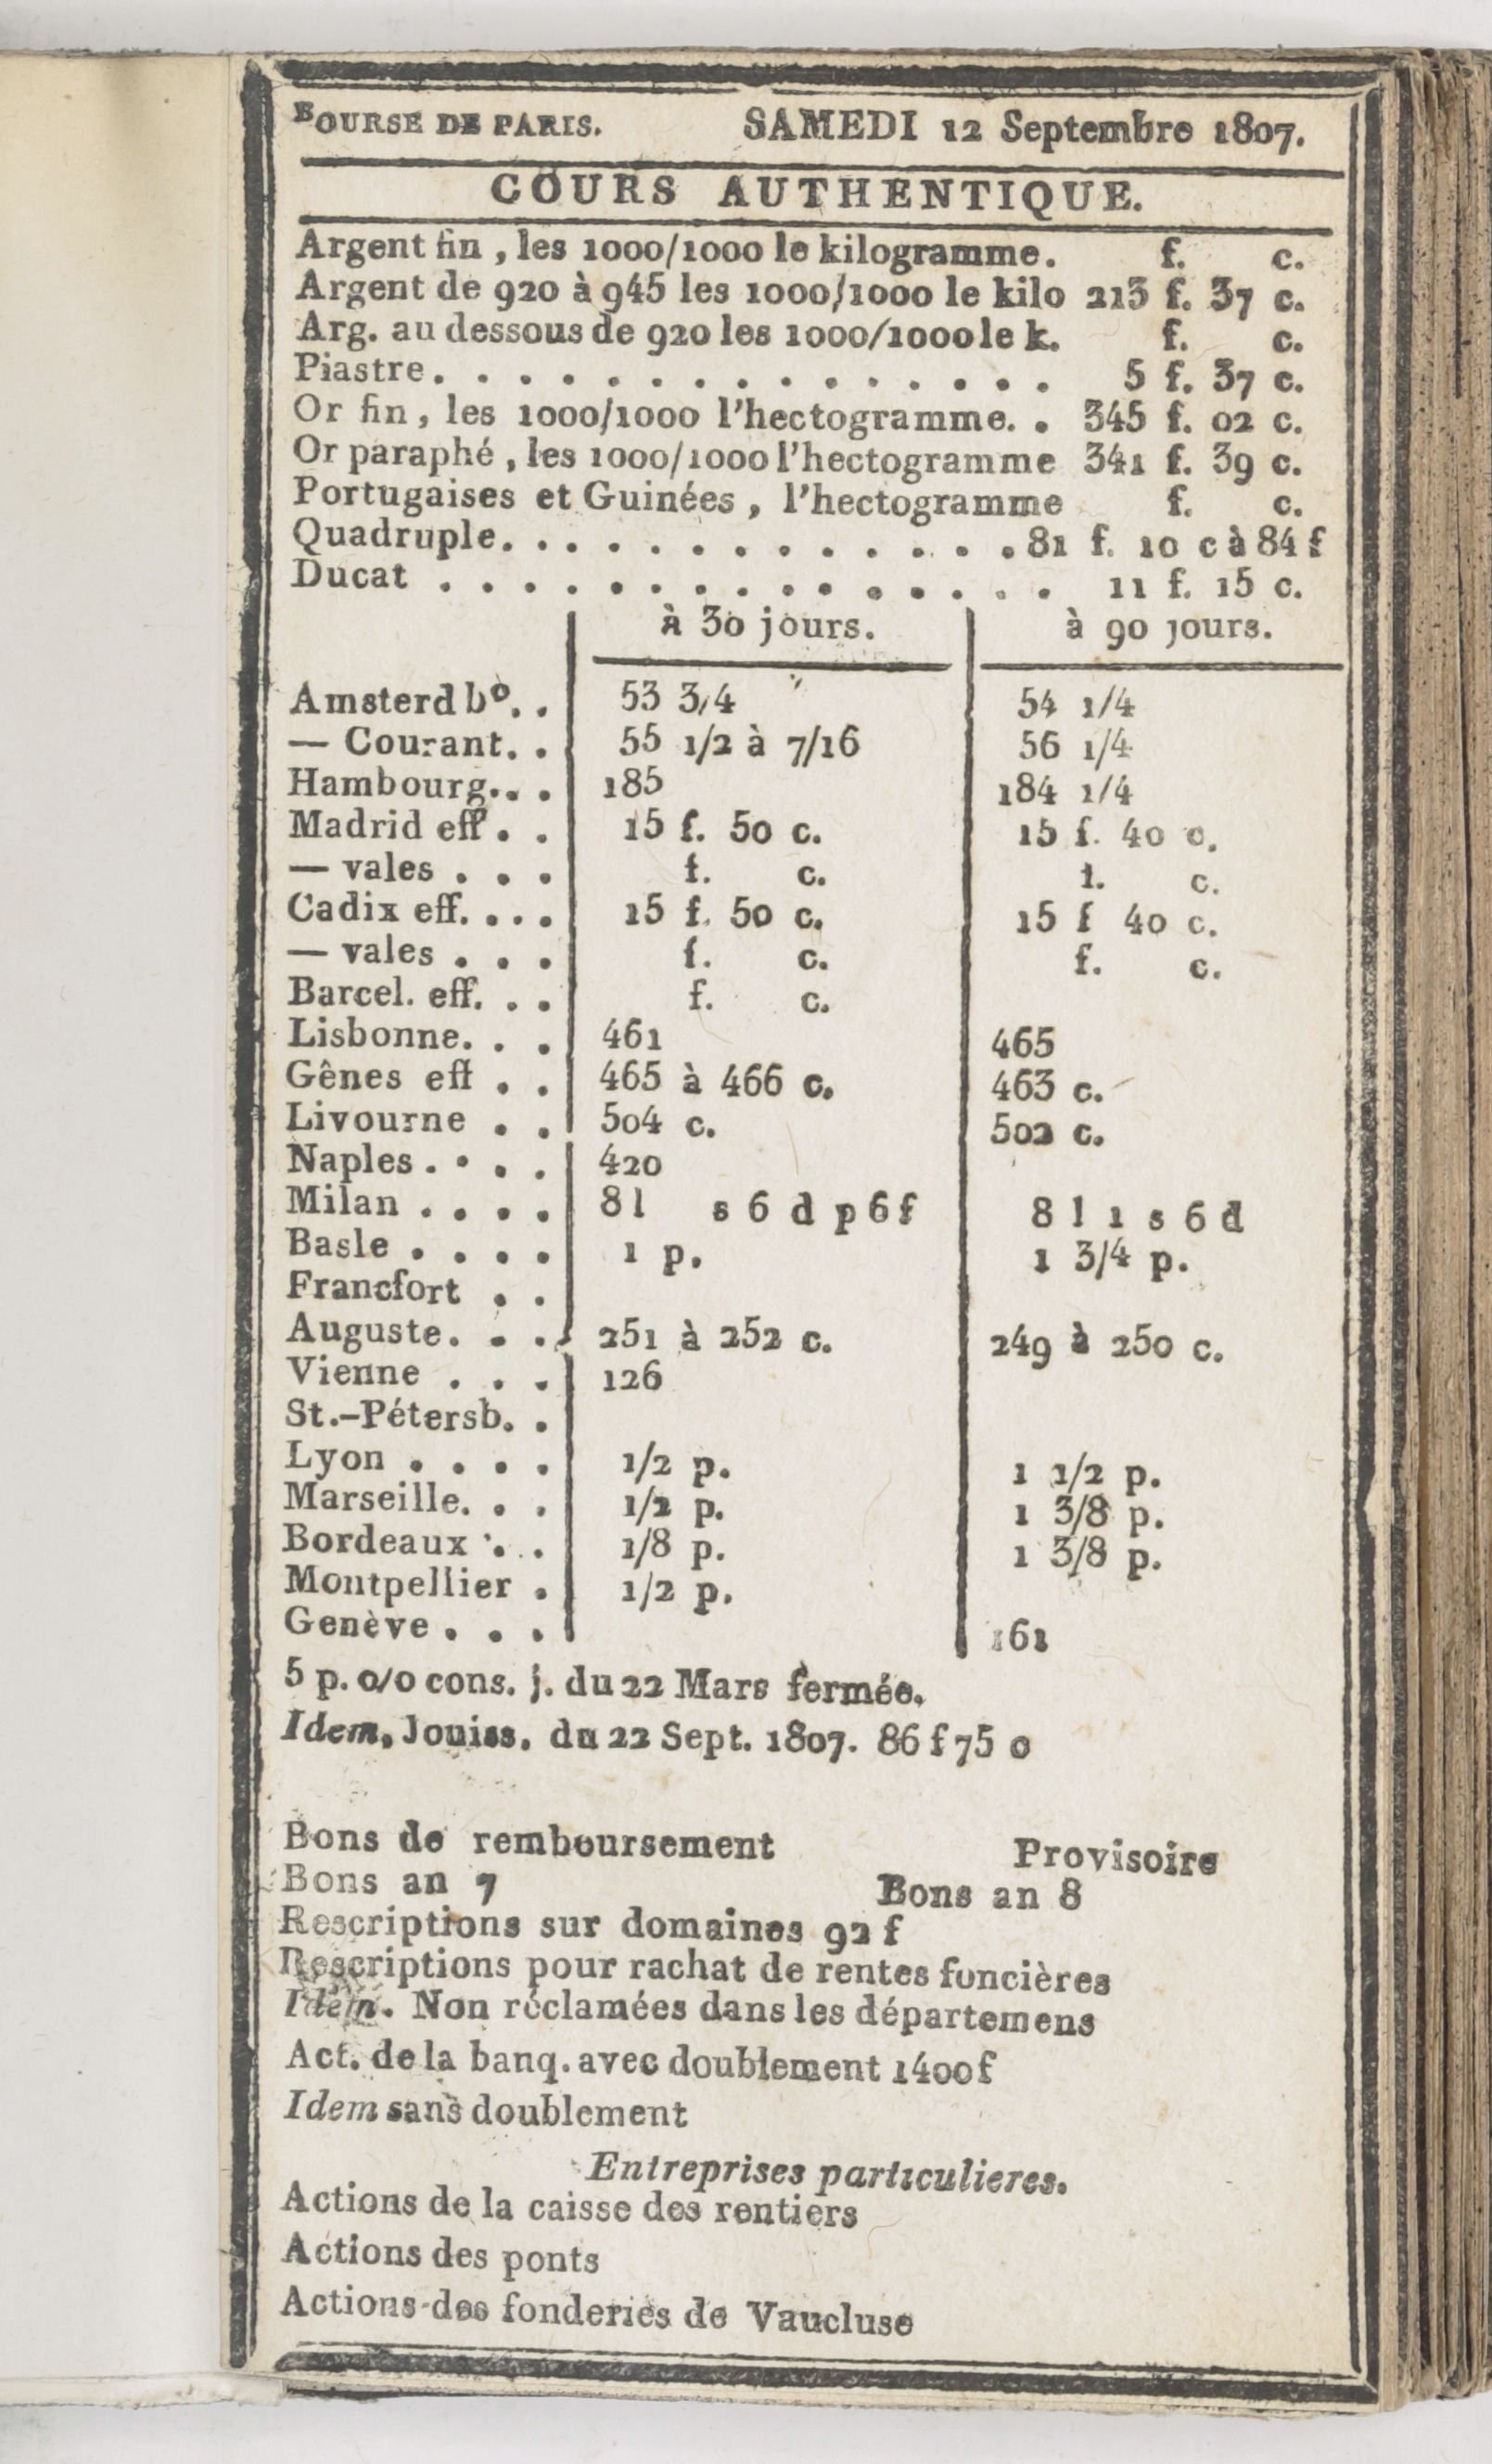 BOURSE DE PARIS. SAMEDI 12 Septembre 1807.
COURS AUTHENTIQUE.
Argent fin, les 1000/1000 le kilogramme. f. c.
Argent de 920 à 945 les 1000/1000 le kilo 213 f. 37 c.
Arg. au dessous de 920 les 1000/1000 le k. f. c.
Piastre. . . . . . . . . . . . . . . . 5 f. 37 c.
Or fin, les 1000/1000 l'hectogramme. . 345 f. 02 c.
Or paraphé, les 1000/1000 l'hectogramme 341 f. 39 c.
Portugaises et Guinées, l'hectogramme f. c.
Quadruple. . . . . . . . . . . . . 81 f. 10 c à 84 f
Ducat . . . . . . . . . . . . . . . 11 f. 15 c.
à 30 jours. à 90 jours.
Amsterd bo. . 53 3/4 54 1/4
— Courant. . 55 1/2 à 7/16 56 1/4
Hambourg. . . 185 184 1/4
Madrid eff. . 15 f. 50 c. 15 f. 40 c.
— vales . . . f. c. f. c.
Cadix eff. . . . 15 f. 50 c. 15 f 40 c.
— vales . . . f. c. f. c.
Barcel. eff. . . f. c.
Lisbonne. . . 461 465
Gênes eff . . 465 à 466 c. 463 c.
Livourne . . 504 c. 502 c.
Naples . . . . 420
Milan . . . . 8 l s 6 d p 6 f 8 l 1 s 6 d
Basle . . . . 1 p. 1 3/4 p.
Francfort . .
Auguste. . . 251 à 252 c. 249 à 250 c.
Vienne . . . 126
St.-Pétersb. .
Lyon . . . . 1/2 p. 1 1/2 p.
Marseille. . . 1/2 p. 1 3/8 p.
Bordeaux . . . 1/8 p. 1 3/8 p.
Montpellier . 1/2 p.
Genève . . . 161
5 p. 0/0 cons. j. du 22 Mars fermée.
Idem. Jouiss. du 22 Sept. 1807. 86 f 75 c
Bons de remboursement Provisoire
Bons an 7 Bons an 8
Rescriptions sur domaines 92 f
Rescriptions pour rachat de rentes foncières
Idem. Non réclamées dans les départemens
Act. de la banq. avec doublement 1400 f
Idem sans doublement
Entreprises particulieres.
Actions de la caisse des rentiers
Actions des ponts
Actions des fonderies de Vaucluse